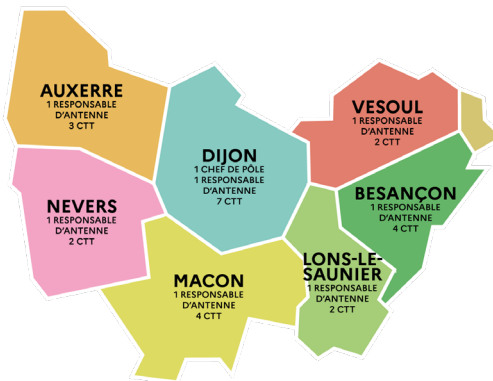 AUXERRE
1 RESPONSABLE
D'ANTENNE
3 CTT
VESOUL
1 RESPONSABLE
D'ANTENNE
2 CTT
DIJON
1 CHEF DE PÔLE
1 RESPONSABLE
D'ANTENNE
7 CTT
NEVERS
1 RESPONSABLE
D'ANTENNE
2 CTT
BESANÇON
1 RESPONSABLE
D'ANTENNE
4 CTT
MACON
1 RESPONSABLE
D'ANTENNE
4 CTT
LONS-LE-
SAUNIER
1 RESPONSABLE
D'ANTENNE
2 CTT